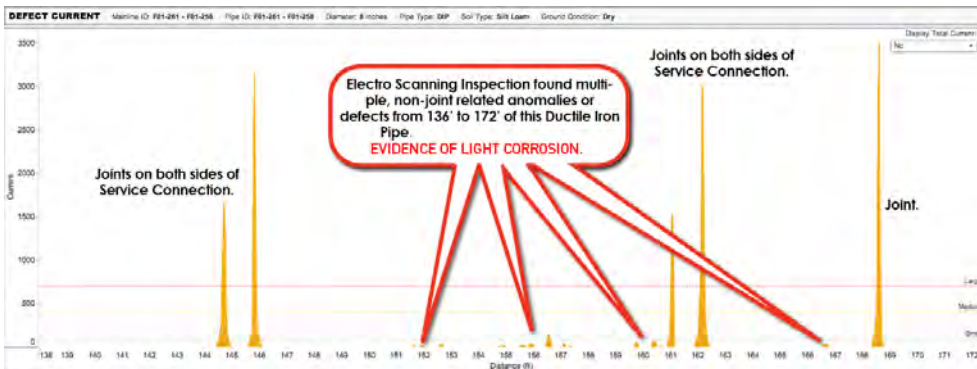 DEFECT CURRENT Mainline ID: F01-261 - F01-258 Pipe ID: F01-261 - F01-258 Diameter: 8 inches Pipe Type: DIP Soil Type: Silt Loam Ground Condition: Dry
Display Total Current
No
3500
3000
2500
2000
1500
1000
500
0
Current
Joints on both sides of
Service Connection.
Electro Scanning Inspection found multi-
ple, non-joint related anomalies or
defects from 136' to 172' of this Ductile Iron
Pipe.
EVIDENCE OF LIGHT CORROSION.
Joints on both sides of
Service Connection.
Joint.
138 139 140 141 142 143 144 145 146 147 148 149 150 151 152 153 154 155 156 157 158 159 160 161 162 163 164 165 166 167 168 169 170 171 172
Distance (ft)